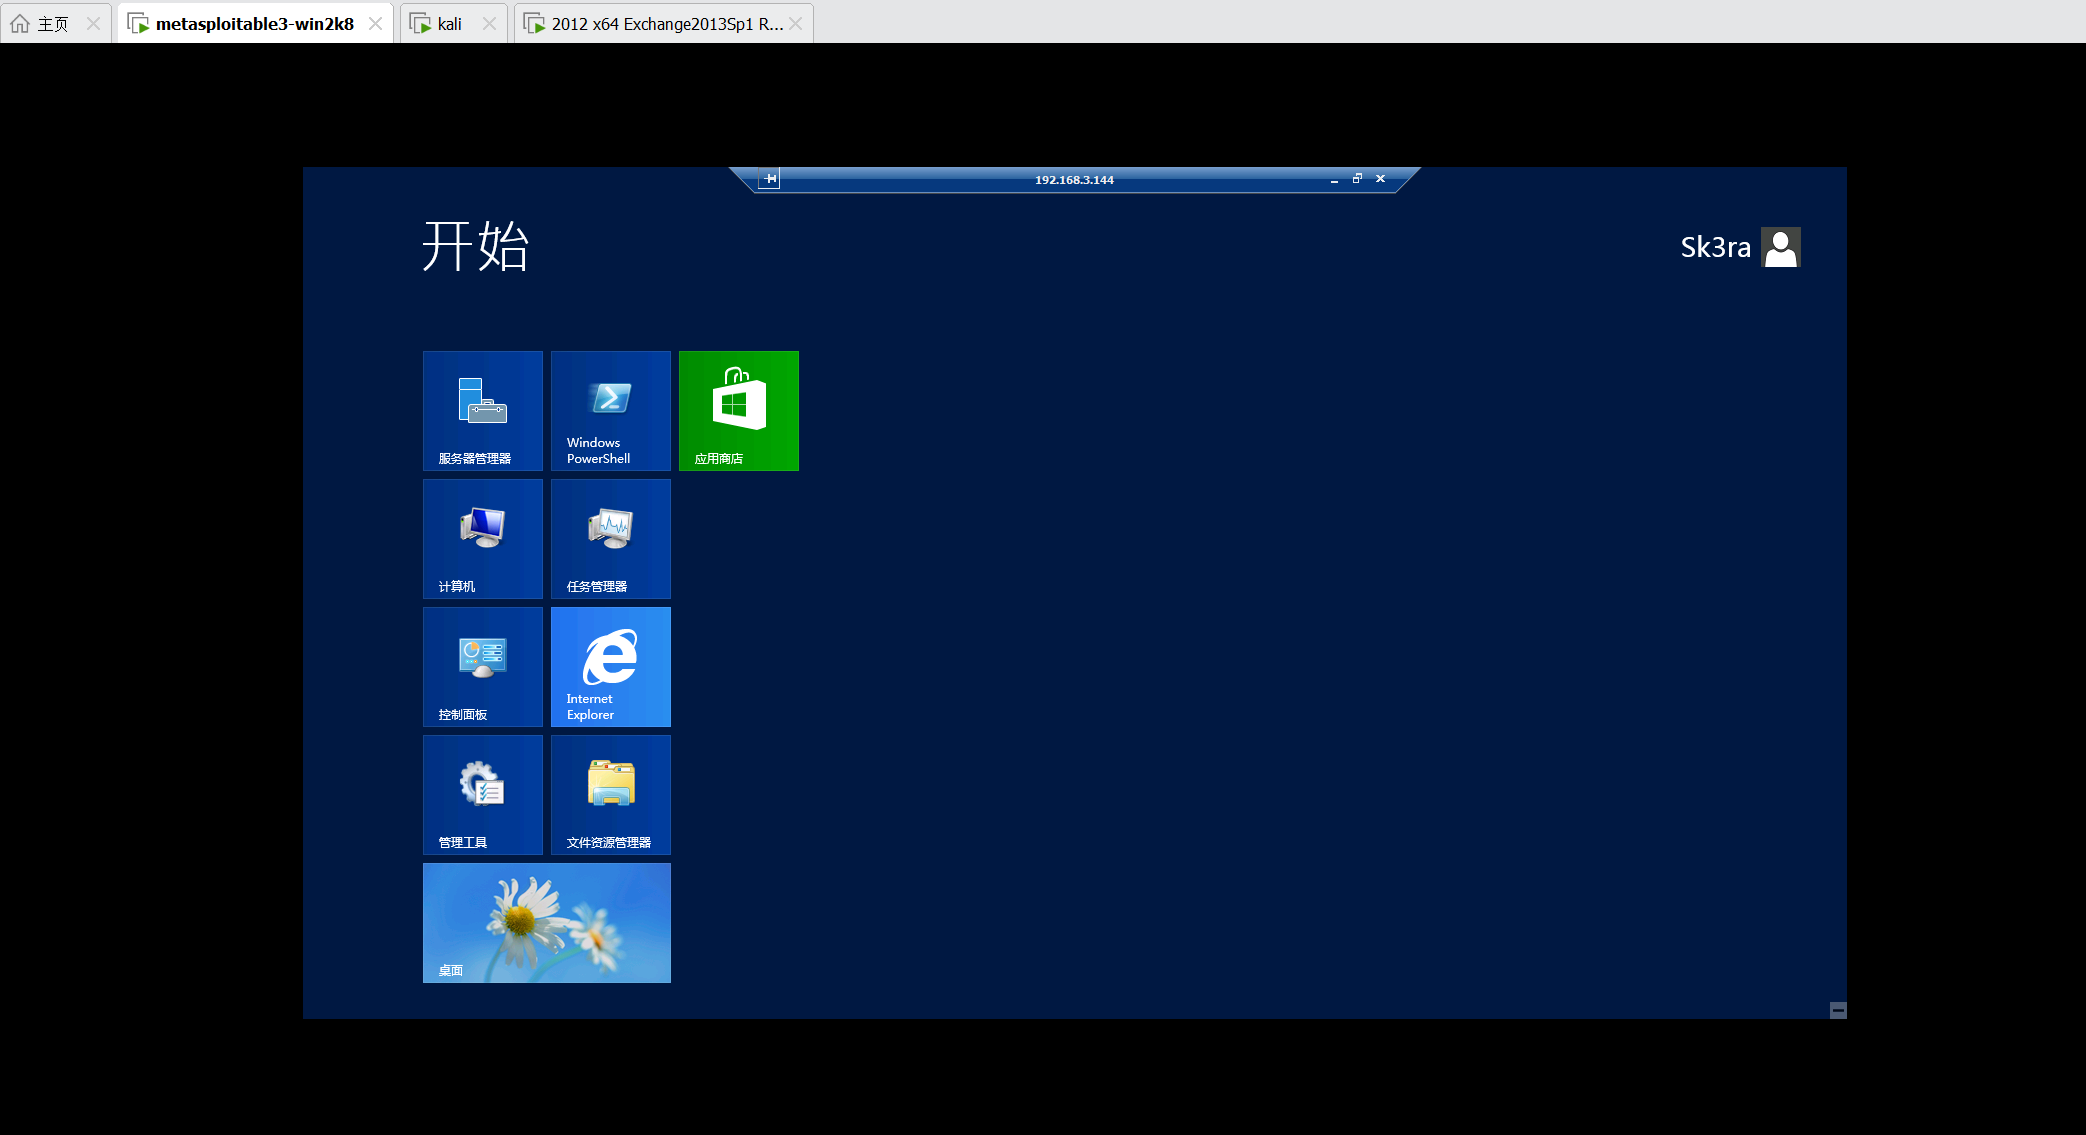 主页
metasploitable3-win2k8
kali
2012 x64 Exchange2013Sp1 R...
192.168.3.144
开始
Sk3ra
服务器管理器
Windows
PowerShell
应用商店
计算机
任务管理器
控制面板
Internet
Explorer
管理工具
文件资源管理器
桌面